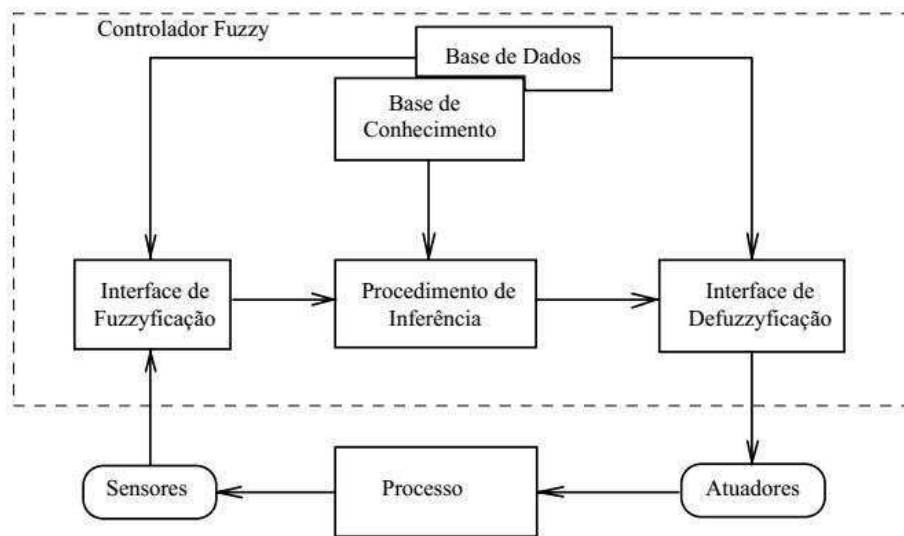 Controlador Fuzzy
Base de Dados
Base de
Conhecimento
Interface de
Fuzzyficação
Procedimento de
Inferência
Interface de
Defuzzyficação
Sensores
Processo
Atuadores